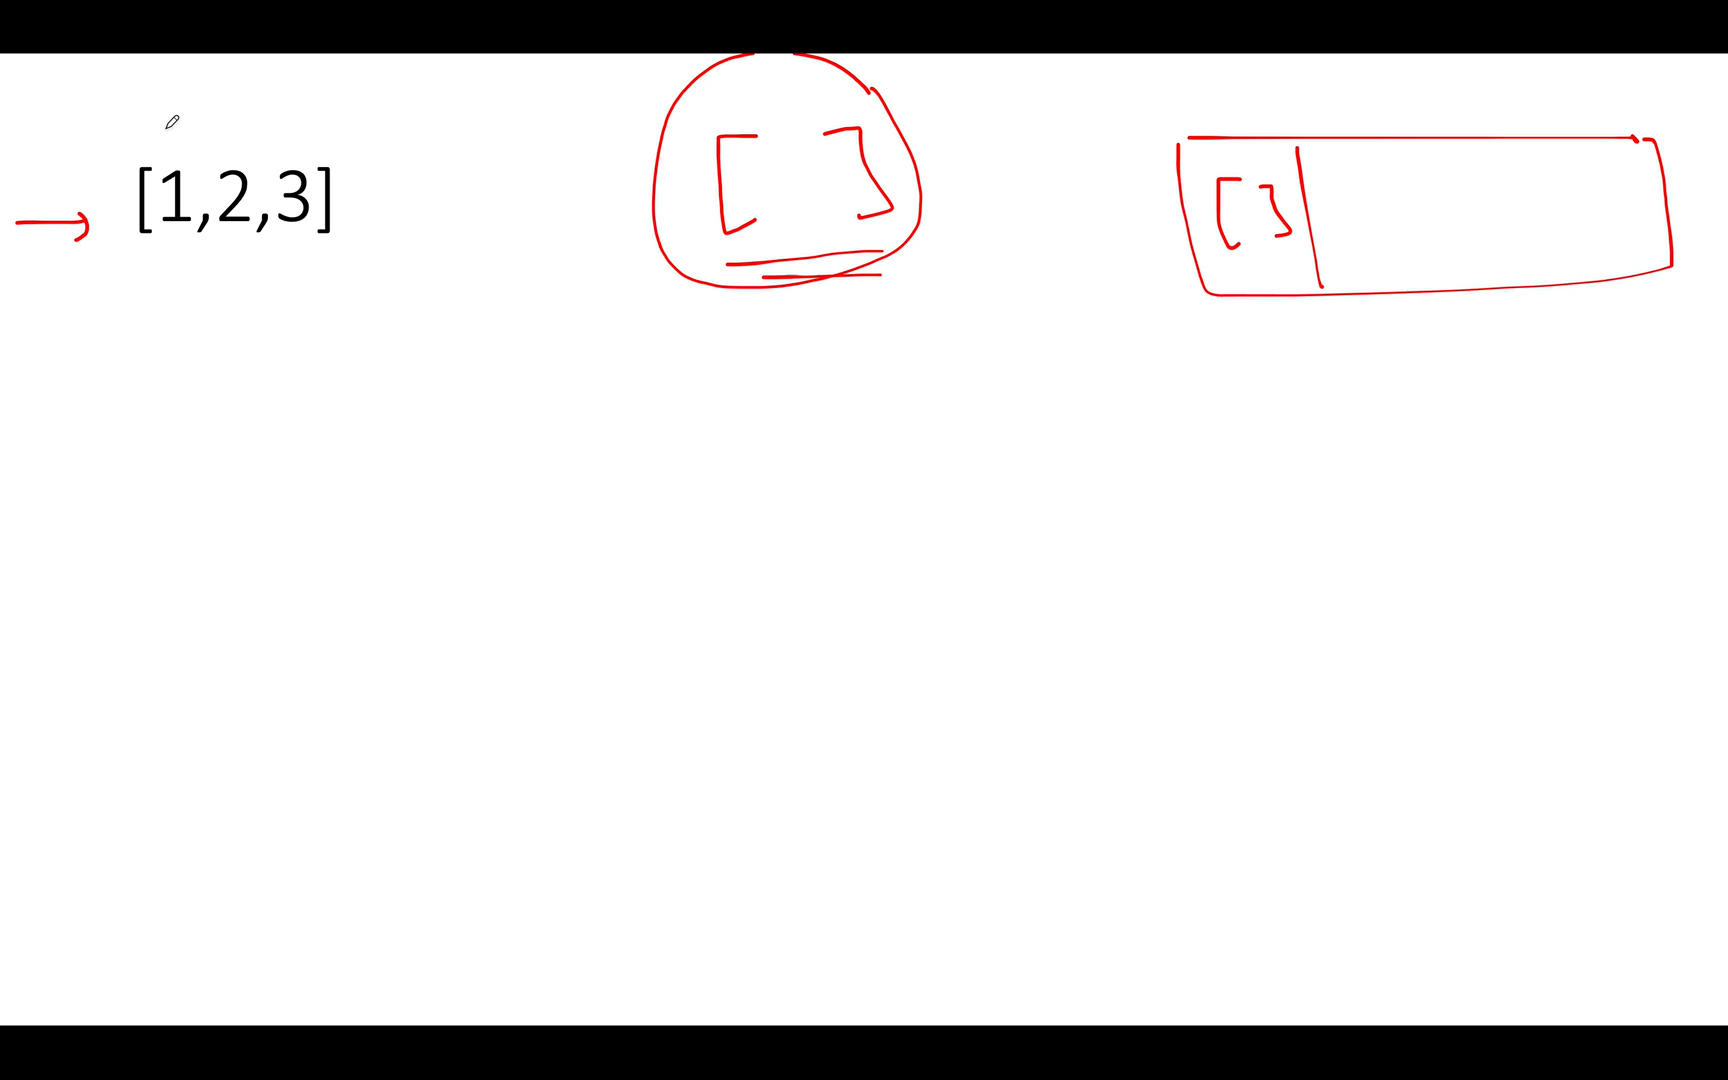 [1,2,3]
[ ]
[ ]